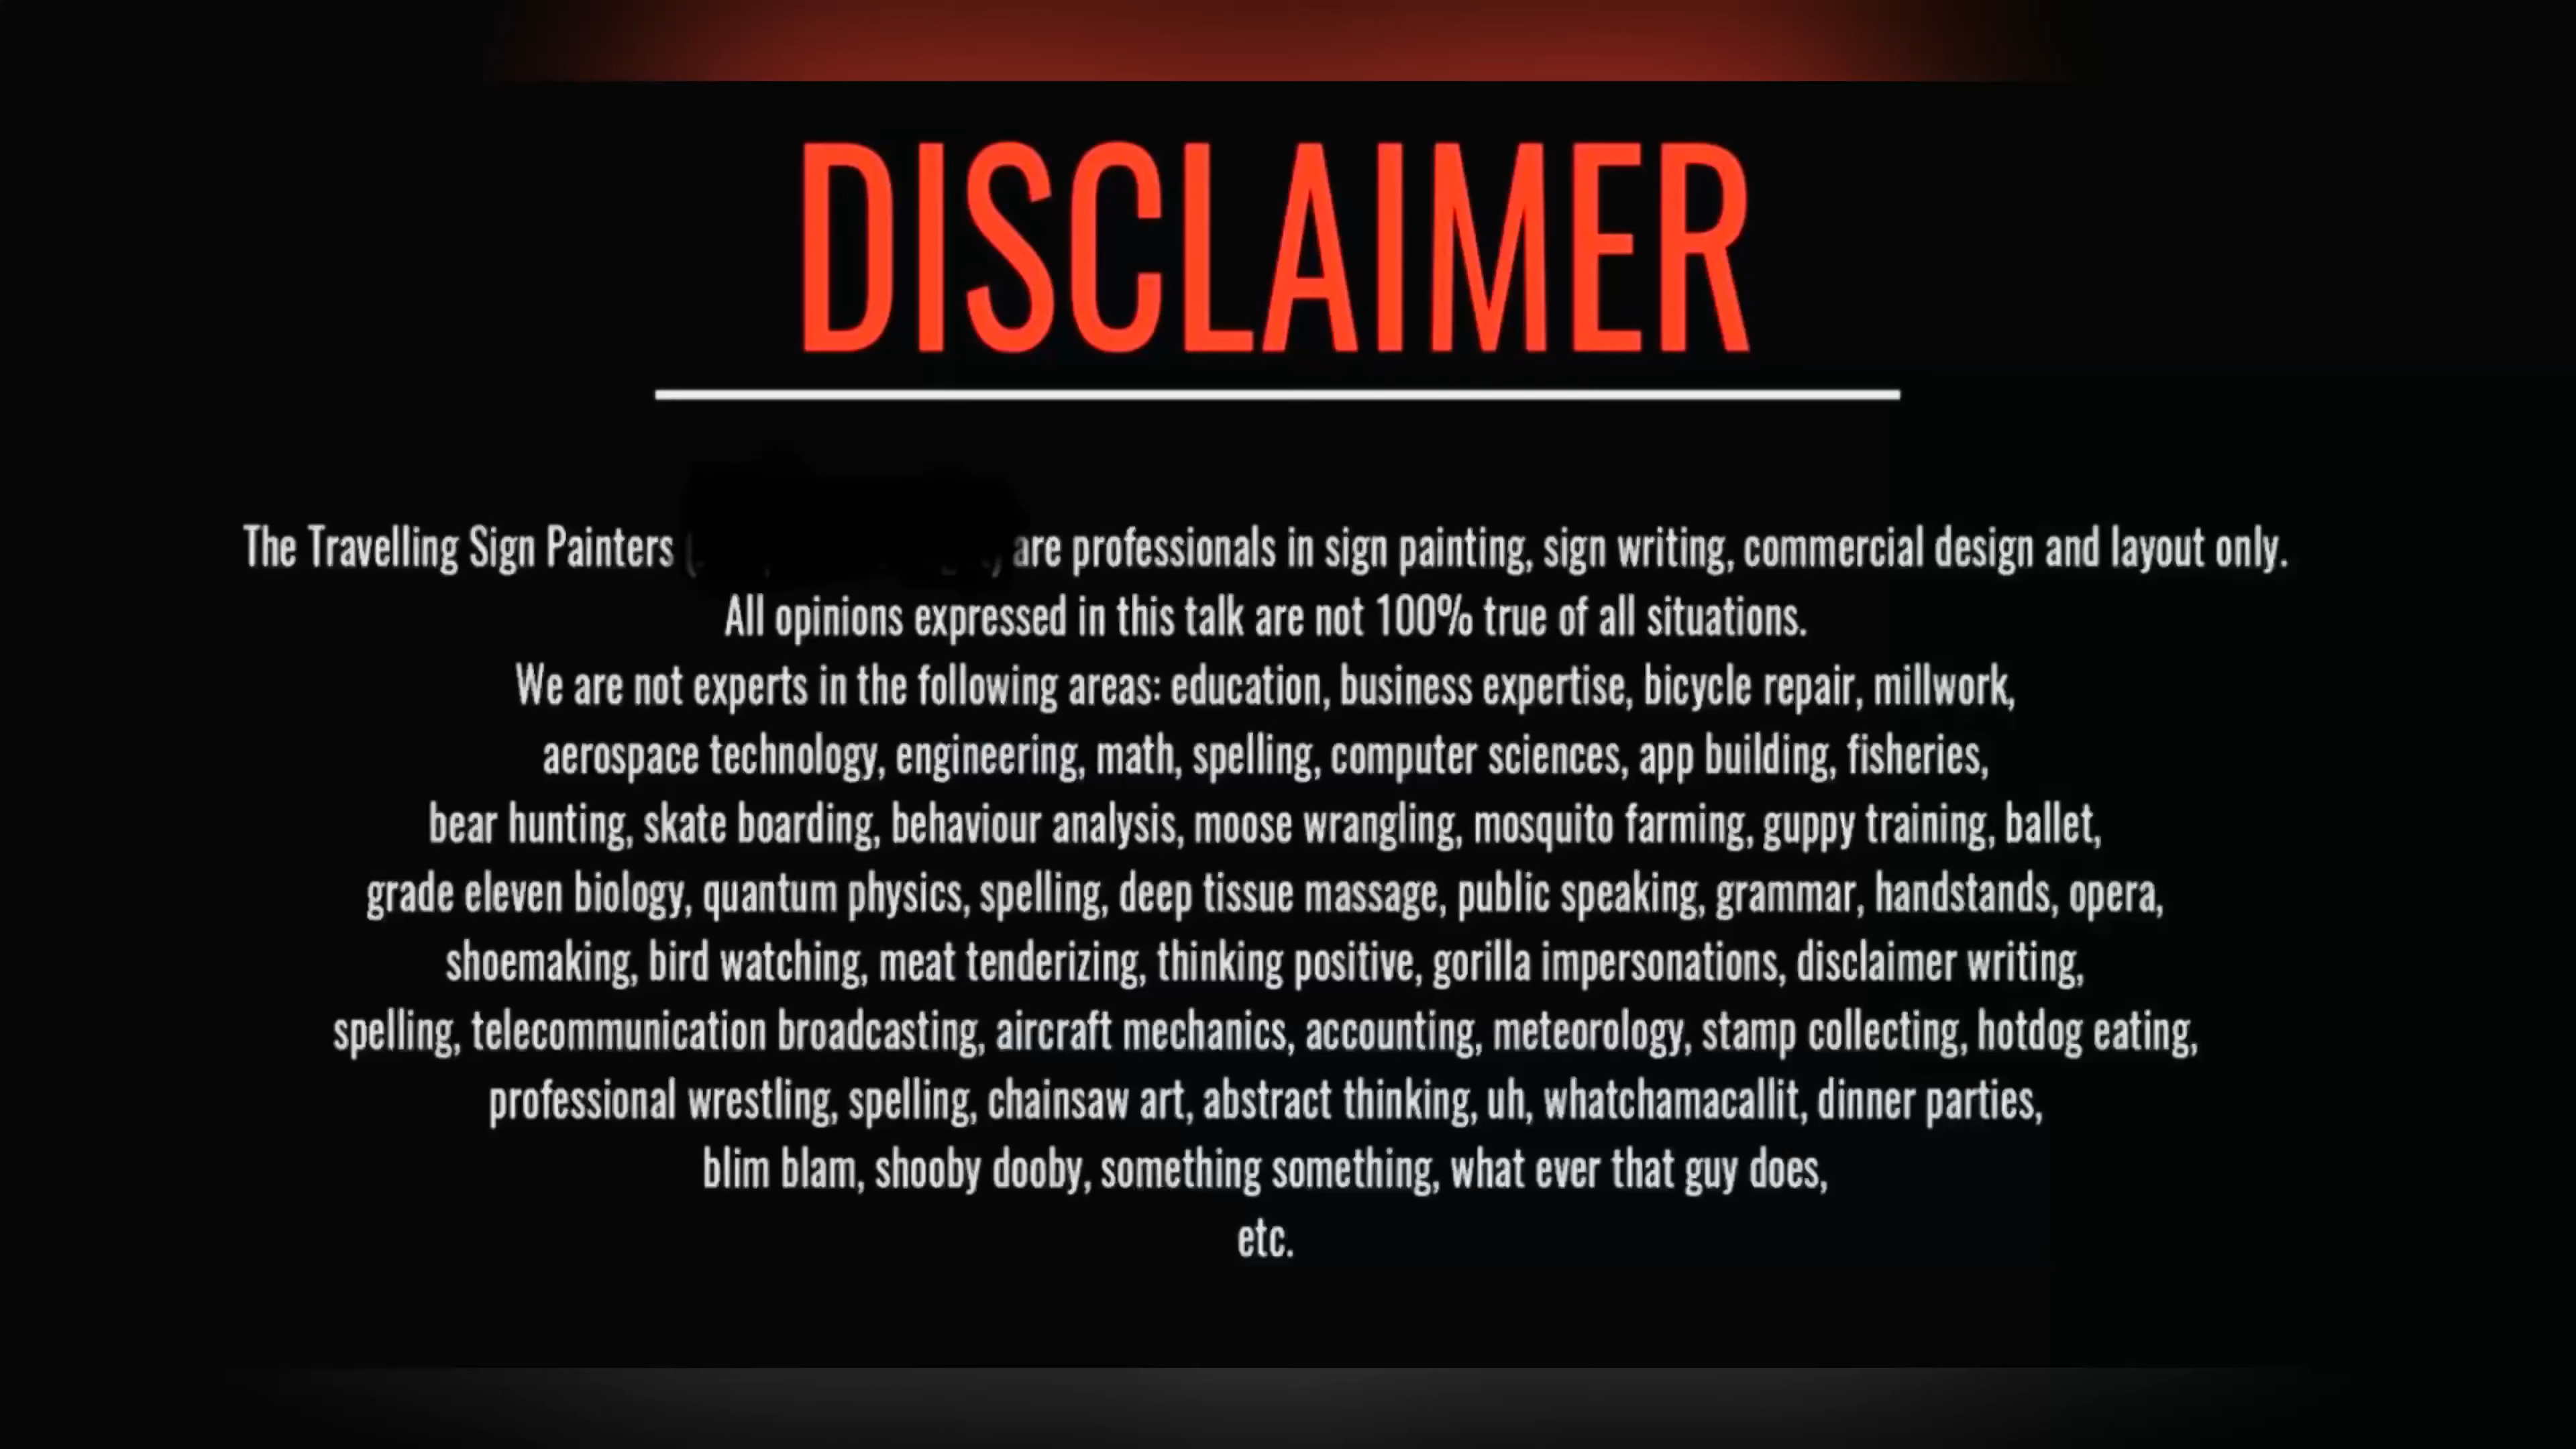 DISCLAIMER
The Travelling Sign Painters ( ) are professionals in sign painting, sign writing, commercial design and layout only.
All opinions expressed in this talk are not 100% true of all situations.
We are not experts in the following areas: education, business expertise, bicycle repair, millwork,
aerospace technology, engineering, math, spelling, computer sciences, app building, fisheries,
bear hunting, skate boarding, behaviour analysis, moose wrangling, mosquito farming, guppy training, ballet,
grade eleven biology, quantum physics, spelling, deep tissue massage, public speaking, grammar, handstands, opera,
shoemaking, bird watching, meat tenderizing, thinking positive, gorilla impersonations, disclaimer writing,
spelling, telecommunication broadcasting, aircraft mechanics, accounting, meteorology, stamp collecting, hotdog eating,
professional wrestling, spelling, chainsaw art, abstract thinking, uh, whatchamacallit, dinner parties,
blim blam, shooby dooby, something something, what ever that guy does,
etc.